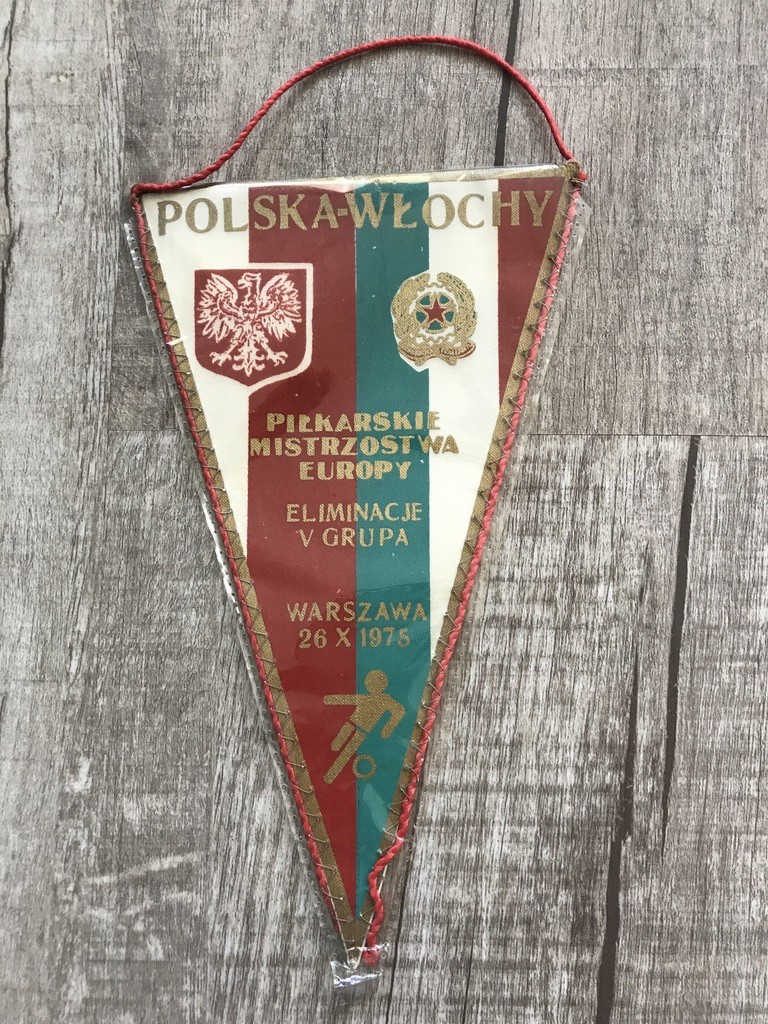 POLSKA-WŁOCHY
PIŁKARSKIE
MISTRZOSTWA
EUROPY
ELIMINACJE
V GRUPA
WARSZAWA
26 X 1975